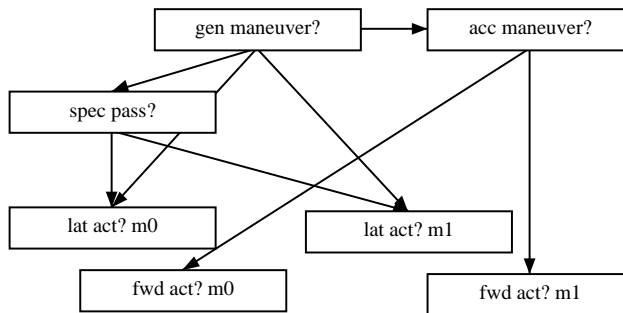 gen maneuver?
acc maneuver?
spec pass?
lat act? m0
lat act? m1
fwd act? m0
fwd act? m1